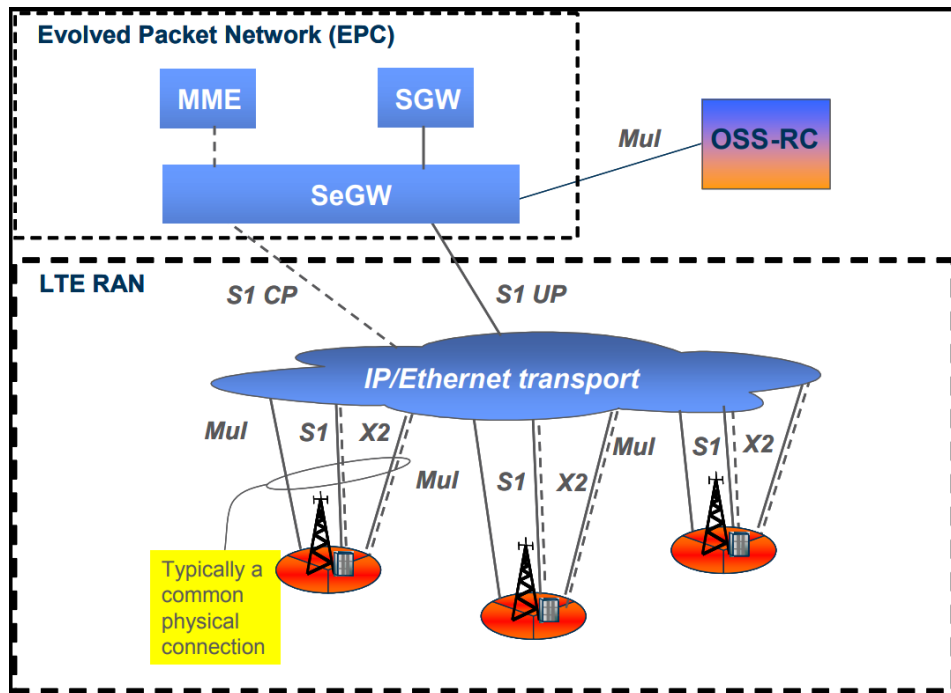 Evolved Packet Network (EPC)
MME
SGW
MuI
OSS-RC
SeGW
LTE RAN
S1 CP
S1 UP
IP/Ethernet transport
MuI
S1
X2
MuI
S1
X2
MuI
S1
X2
Typically a
common
physical
connection